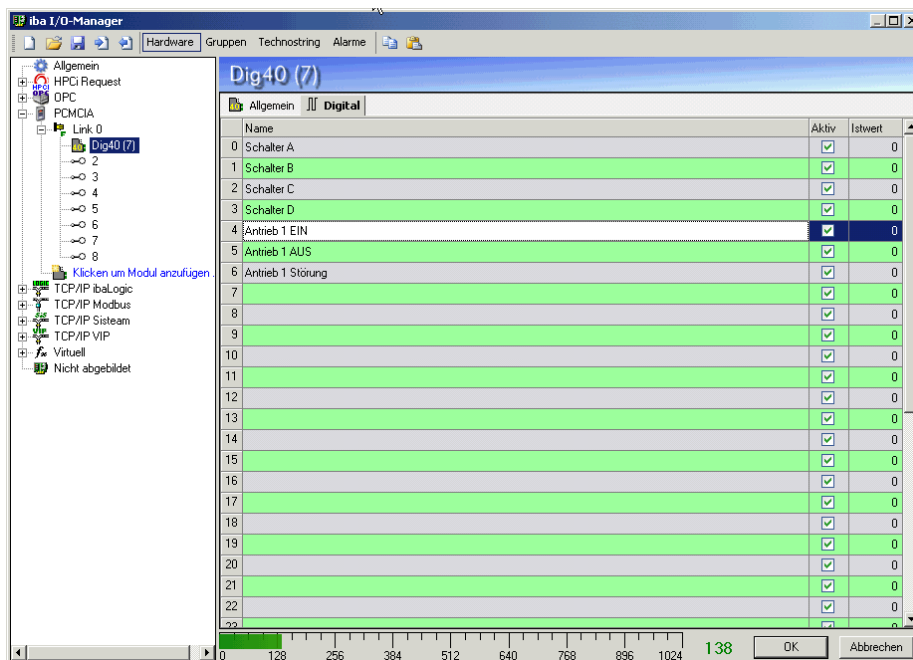 iba I/O-Manager
Hardware Gruppen Technostring Alarme
Allgemein
HPCi Request
OPC
PCMCIA
Link 0
Dig40 (7)
2
3
4
5
6
7
8
Klicken um Modul anzufügen .
TCP/IP ibaLogic
TCP/IP Modbus
TCP/IP Sisteam
TCP/IP VIP
Virtuell
Nicht abgebildet
Dig40 (7)
Allgemein Digital
Name Aktiv Istwert
0 Schalter A 0
1 Schalter B 0
2 Schalter C 0
3 Schalter D 0
4 Antrieb 1 EIN 0
5 Antrieb 1 AUS 0
6 Antrieb 1 Störung 0
7 0
8 0
9 0
10 0
11 0
12 0
13 0
14 0
15 0
16 0
17 0
18 0
19 0
20 0
21 0
22 0
23 0
0 128 256 384 512 640 768 896 1024 138 OK Abbrechen